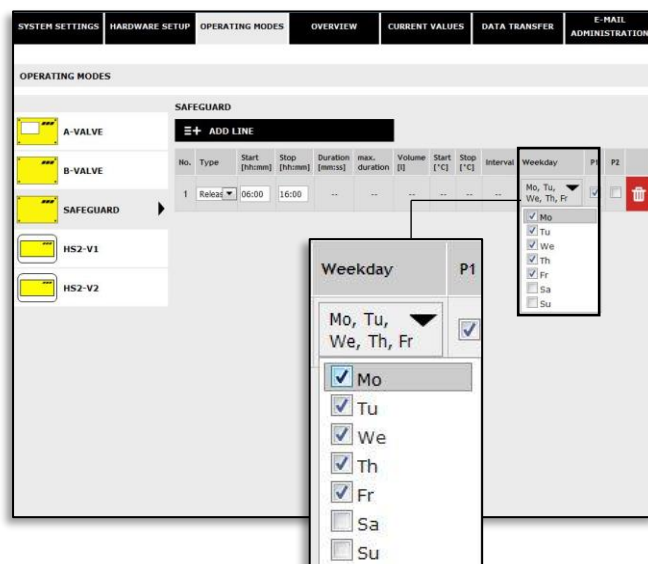 SYSTEM SETTINGS HARDWARE SETUP OPERATING MODES OVERVIEW CURRENT VALUES DATA TRANSFER E-MAIL ADMINISTRATION
OPERATING MODES
SAFEGUARD
ADD LINE
A-VALVE
B-VALVE
SAFEGUARD
HS2-V1
HS2-V2
No. Type Start [hh:mm] Stop [hh:mm] Duration [mm:ss] max. duration Volume [l] Start [°C] Stop [°C] Interval Weekday P1 P2
1 Releas 06:00 16:00 -- -- -- -- -- -- Mo, Tu, We, Th, Fr
Mo
Tu
We
Th
Fr
Sa
Su
Weekday P1
Mo, Tu,
We, Th, Fr
Mo
Tu
We
Th
Fr
Sa
Su